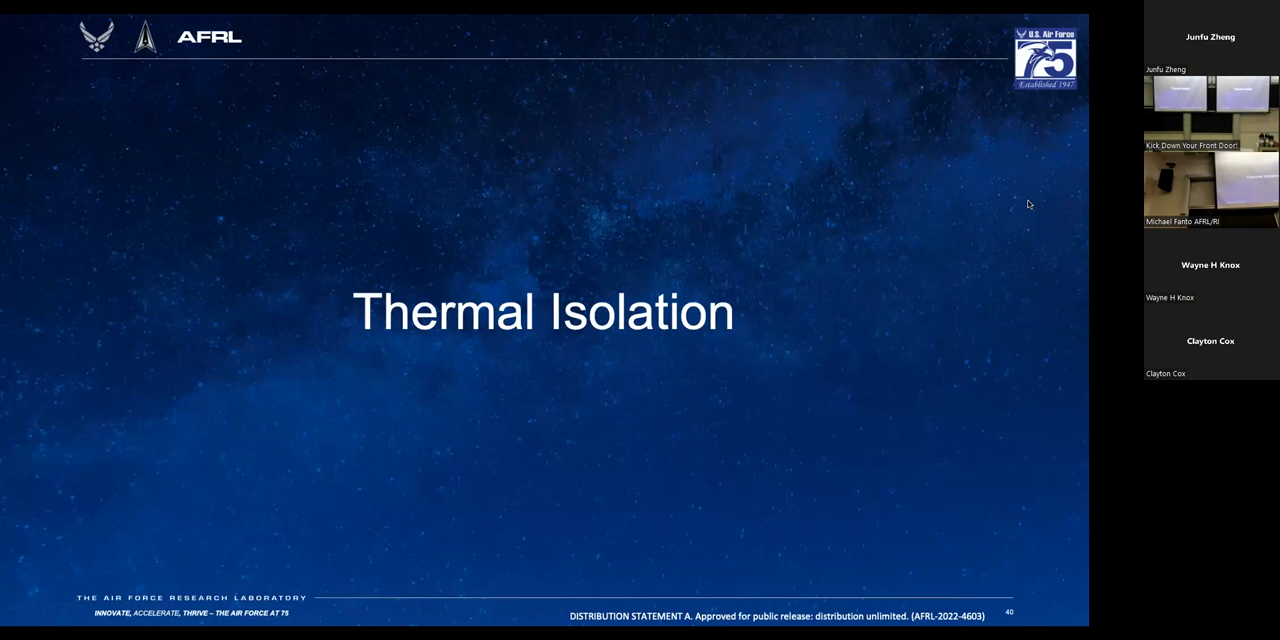 AFRL
U.S. Air Force
75
Established 1947
Thermal Isolation
THE AIR FORCE RESEARCH LABORATORY
INNOVATE, ACCELERATE, THRIVE – THE AIR FORCE AT 75
DISTRIBUTION STATEMENT A. Approved for public release: distribution unlimited. (AFRL-2022-4603)
40
Junfu Zheng
Junfu Zheng
Kick Down Your Front Door!
Thermal Isolation
Michael Fanto AFRL/RI
Wayne H Knox
Wayne H Knox
Clayton Cox
Clayton Cox